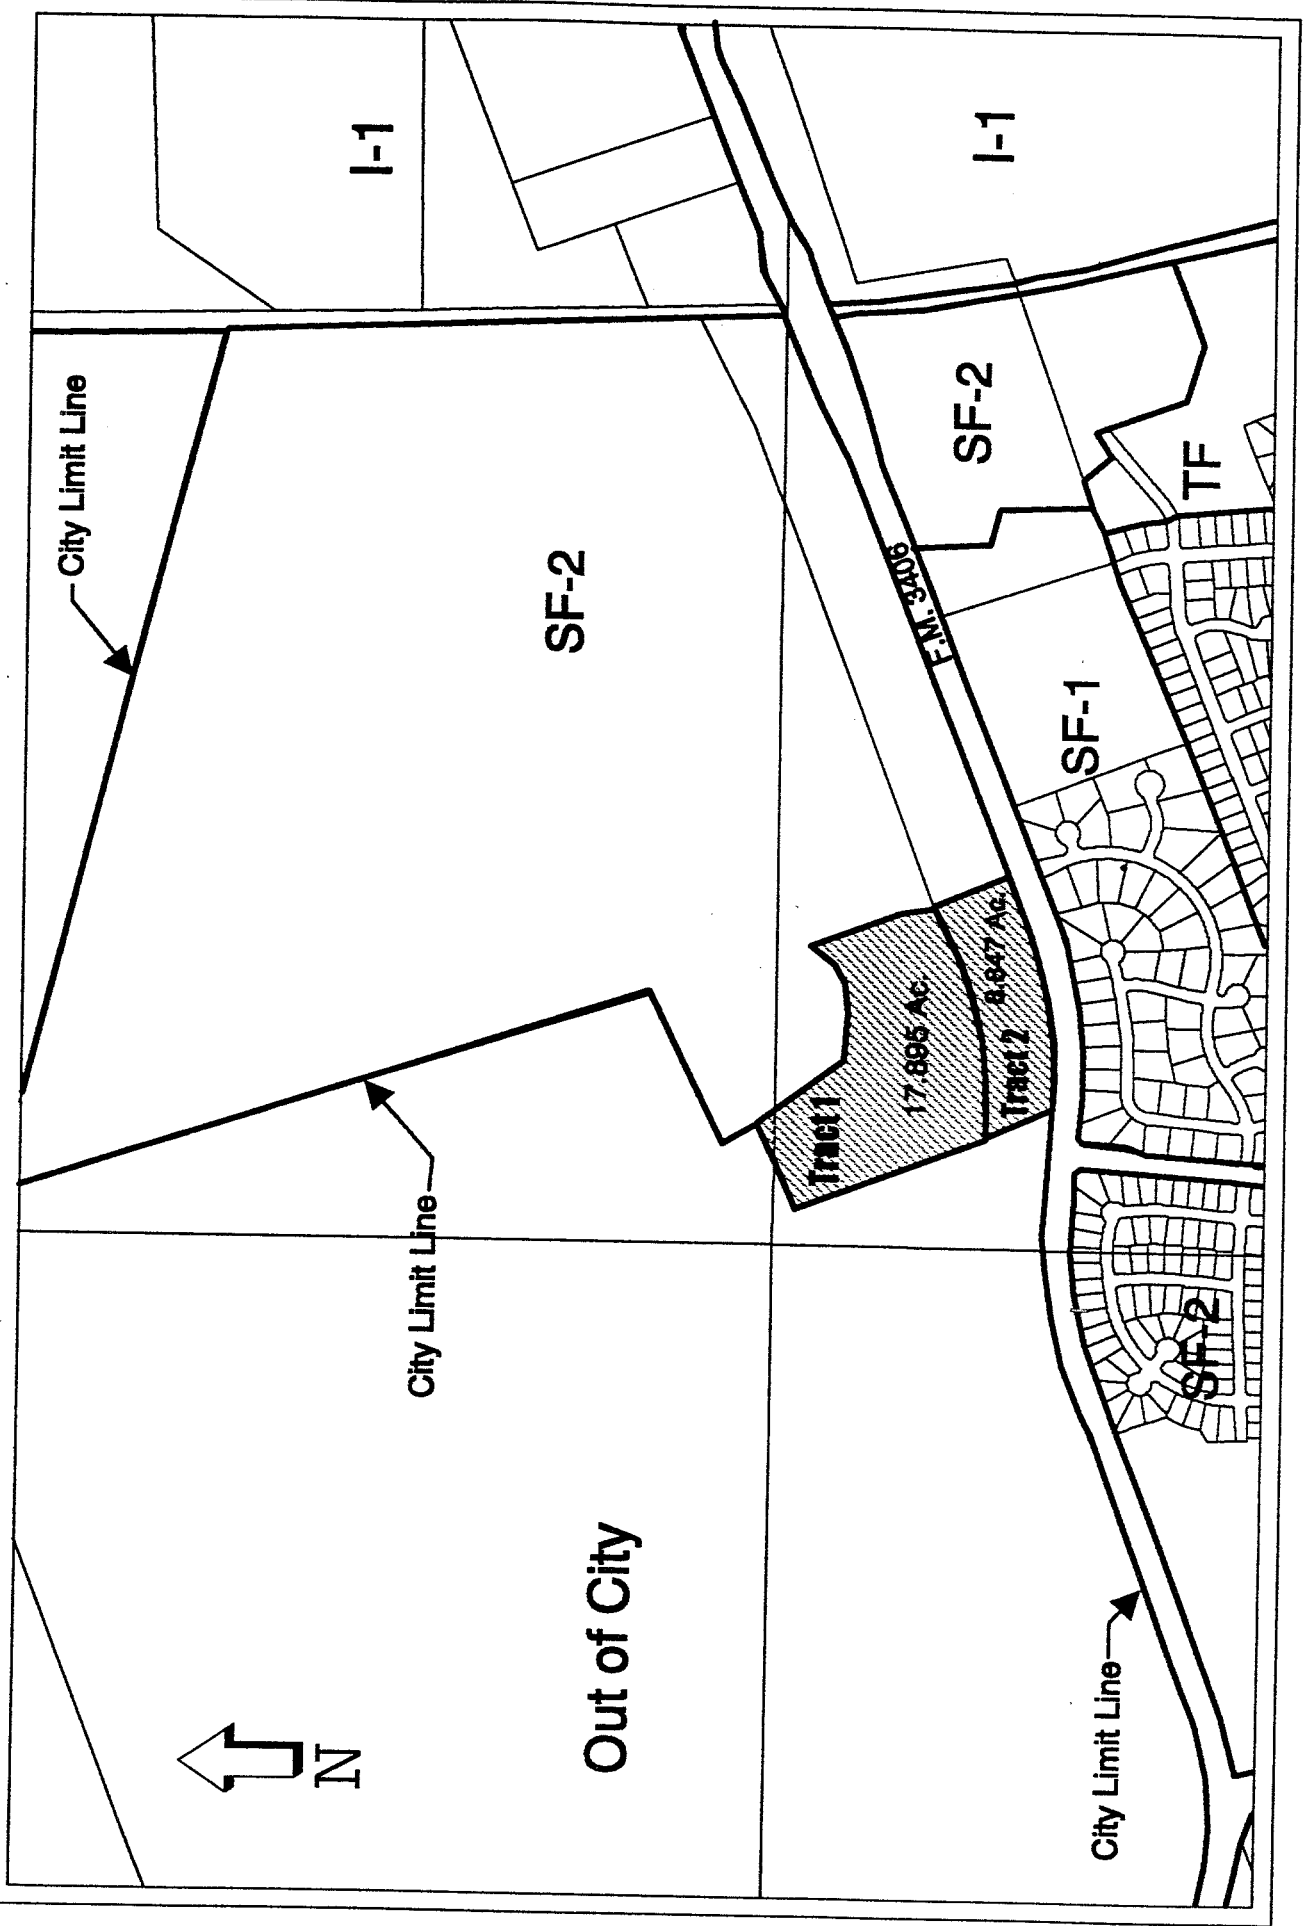 City Limit Line
I-1
SF-2
City Limit Line
Out of City
N
I-1
SF-2
F.M. 3406
TF
SF-1
Tract 1
17.895 Ac.
Tract 2
8.847 Ac.
SF-2
City Limit Line